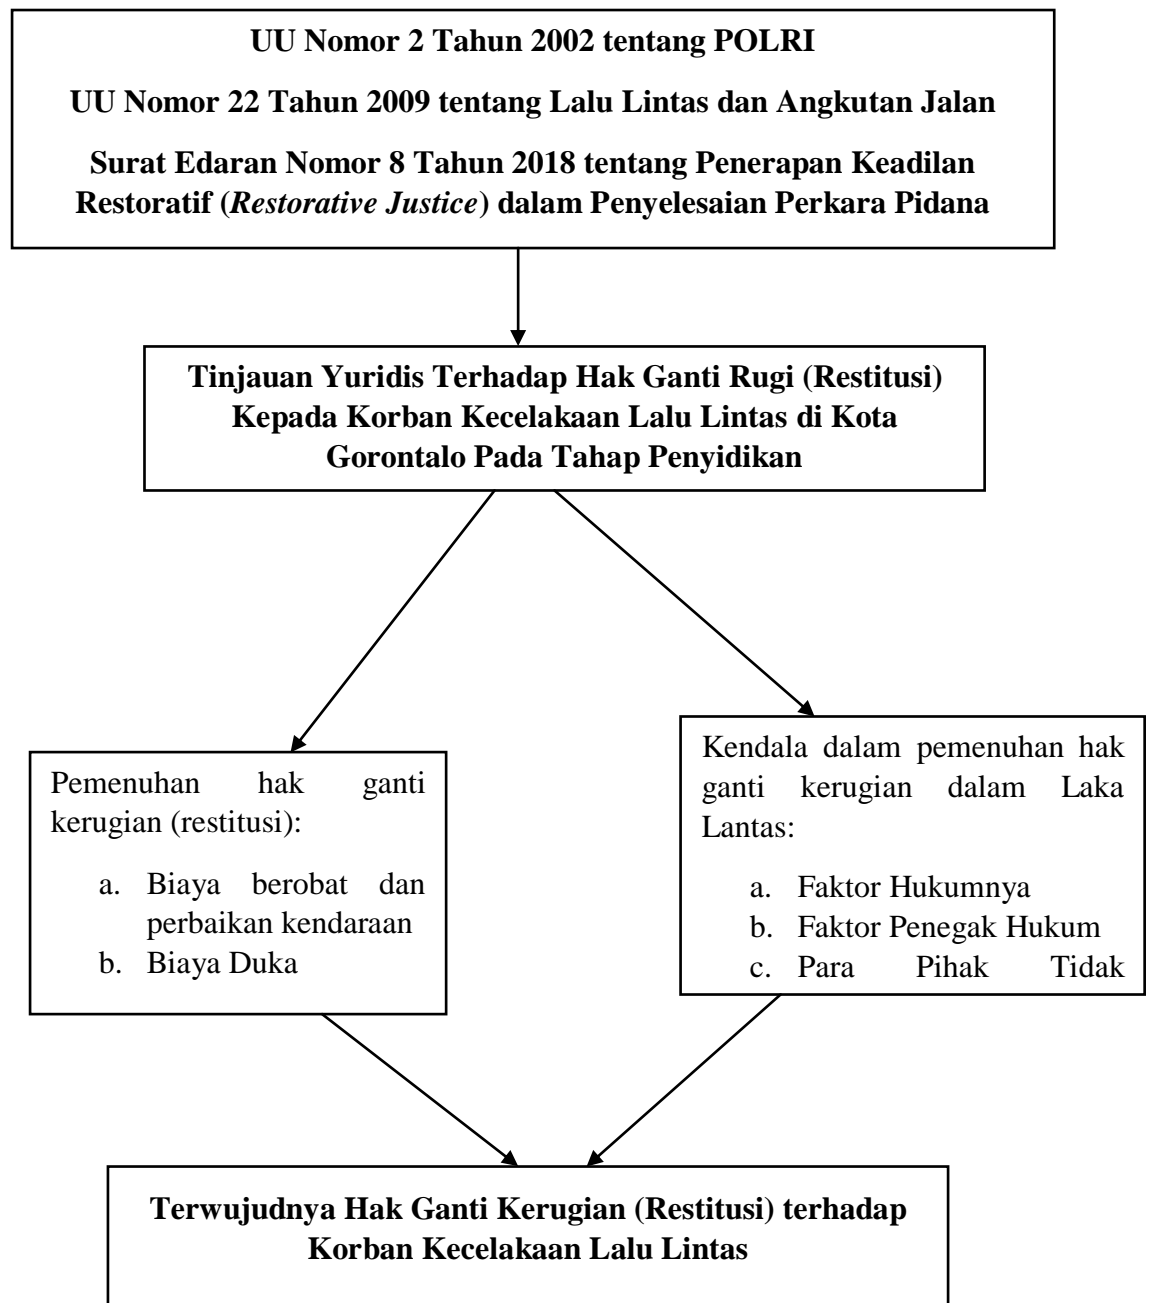 UU Nomor 2 Tahun 2002 tentang POLRI
UU Nomor 22 Tahun 2009 tentang Lalu Lintas dan Angkutan Jalan
Surat Edaran Nomor 8 Tahun 2018 tentang Penerapan Keadilan
Restoratif (Restorative Justice) dalam Penyelesaian Perkara Pidana
Tinjauan Yuridis Terhadap Hak Ganti Rugi (Restitusi)
Kepada Korban Kecelakaan Lalu Lintas di Kota
Gorontalo Pada Tahap Penyidikan
Pemenuhan hak ganti
kerugian (restitusi):
a. Biaya berobat dan
perbaikan kendaraan
b. Biaya Duka
Kendala dalam pemenuhan hak
ganti kerugian dalam Laka
Lantas:
a. Faktor Hukumnya
b. Faktor Penegak Hukum
c. Para Pihak Tidak
Terwujudnya Hak Ganti Kerugian (Restitusi) terhadap
Korban Kecelakaan Lalu Lintas